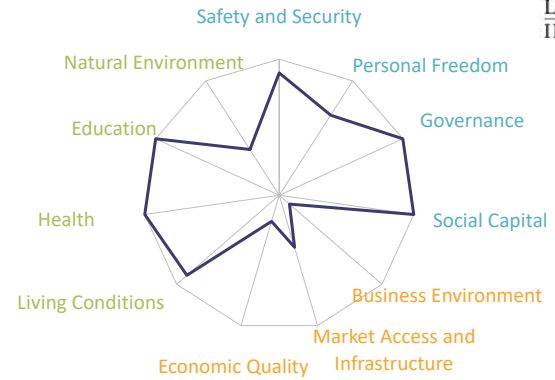 Safety and Security
Natural Environment
Personal Freedom
Education
Governance
Health
Social Capital
Living Conditions
Business Environment
Market Access and
Infrastructure
Economic Quality